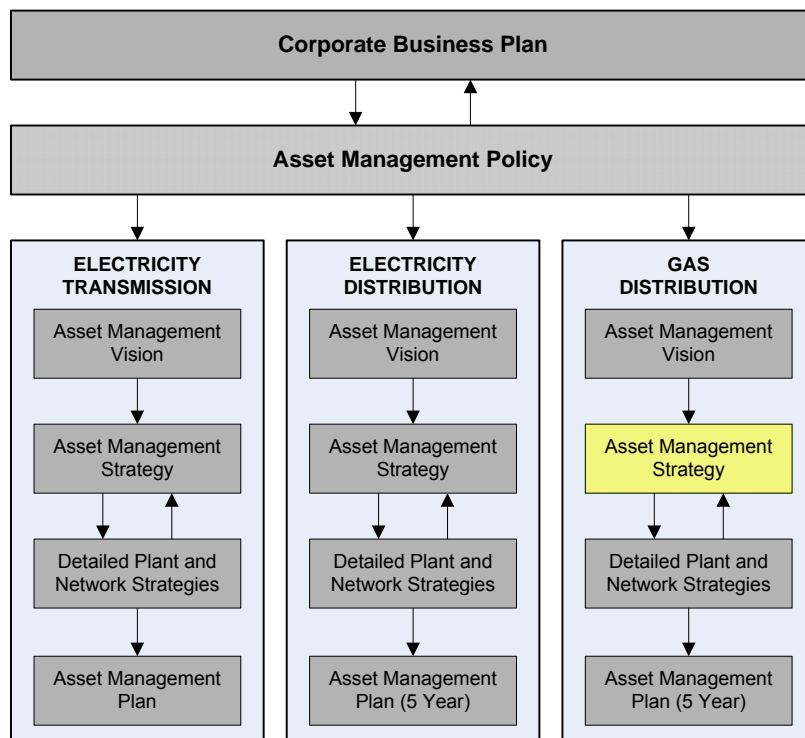 Corporate Business Plan
Asset Management Policy
ELECTRICITY
TRANSMISSION
Asset Management
Vision
Asset Management
Strategy
Detailed Plant and
Network Strategies
Asset Management
Plan
ELECTRICITY
DISTRIBUTION
Asset Management
Vision
Asset Management
Strategy
Detailed Plant and
Network Strategies
Asset Management
Plan (5 Year)
GAS
DISTRIBUTION
Asset Management
Vision
Asset Management
Strategy
Detailed Plant and
Network Strategies
Asset Management
Plan (5 Year)